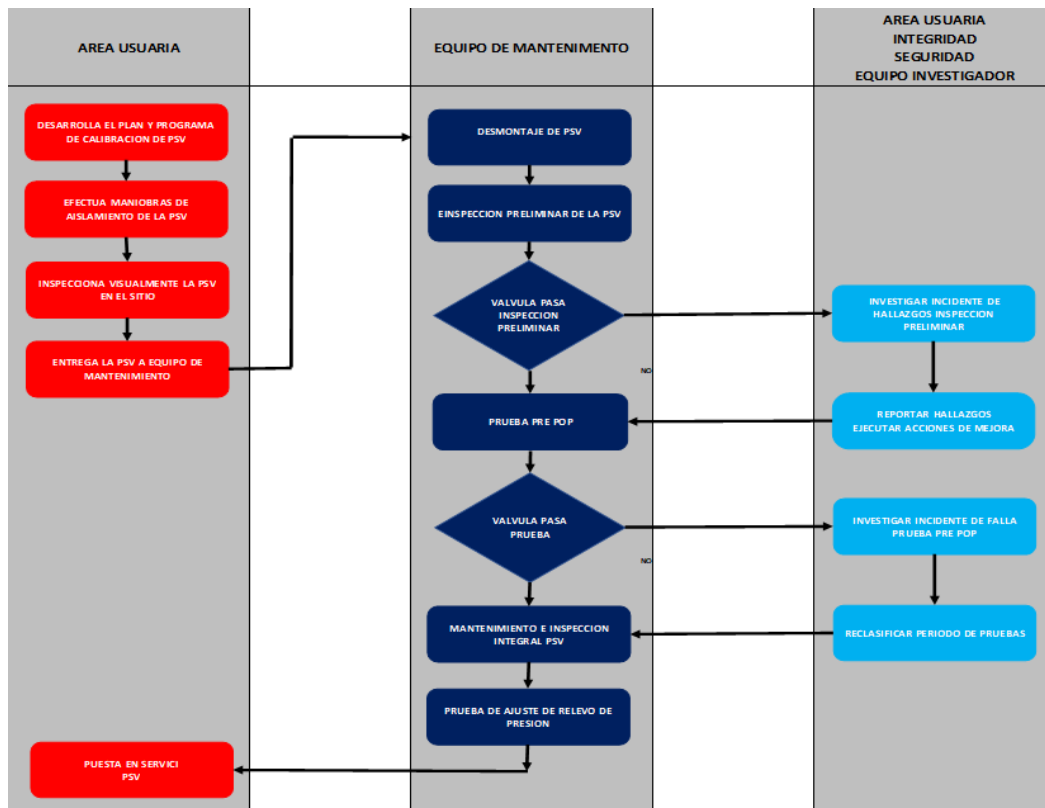 AREA USUARIA
EQUIPO DE MANTENIMENTO
AREA USUARIA
INTEGRIDAD
SEGURIDAD
EQUIPO INVESTIGADOR
DESARROLLA EL PLAN Y PROGRAMA
DE CALIBRACION DE PSV
EFECTUA MANIOBRAS DE
AISLAMIENTO DE LA PSV
INSPECCIONA VISUALMENTE LA PSV
EN EL SITIO
ENTREGA LA PSV A EQUIPO DE
MANTENIMIENTO
DESMONTAJE DE PSV
EINSPECCION PRELIMINAR DE LA PSV
VALVULA PASA
INSPECCION
PRELIMINAR
NO
INVESTIGAR INCIDENTE DE
HALLAZGOS INSPECCION
PRELIMINAR
REPORTAR HALLAZGOS
EJECUTAR ACCIONES DE MEJORA
PRUEBA PRE POP
VALVULA PASA
PRUEBA
NO
INVESTIGAR INCIDENTE DE FALLA
PRUEBA PRE POP
RECLASIFICAR PERIODO DE PRUEBAS
MANTENIMIENTO E INSPECCION
INTEGRAL PSV
PRUEBA DE AJUSTE DE RELEVO DE
PRESION
PUESTA EN SERVICI
PSV